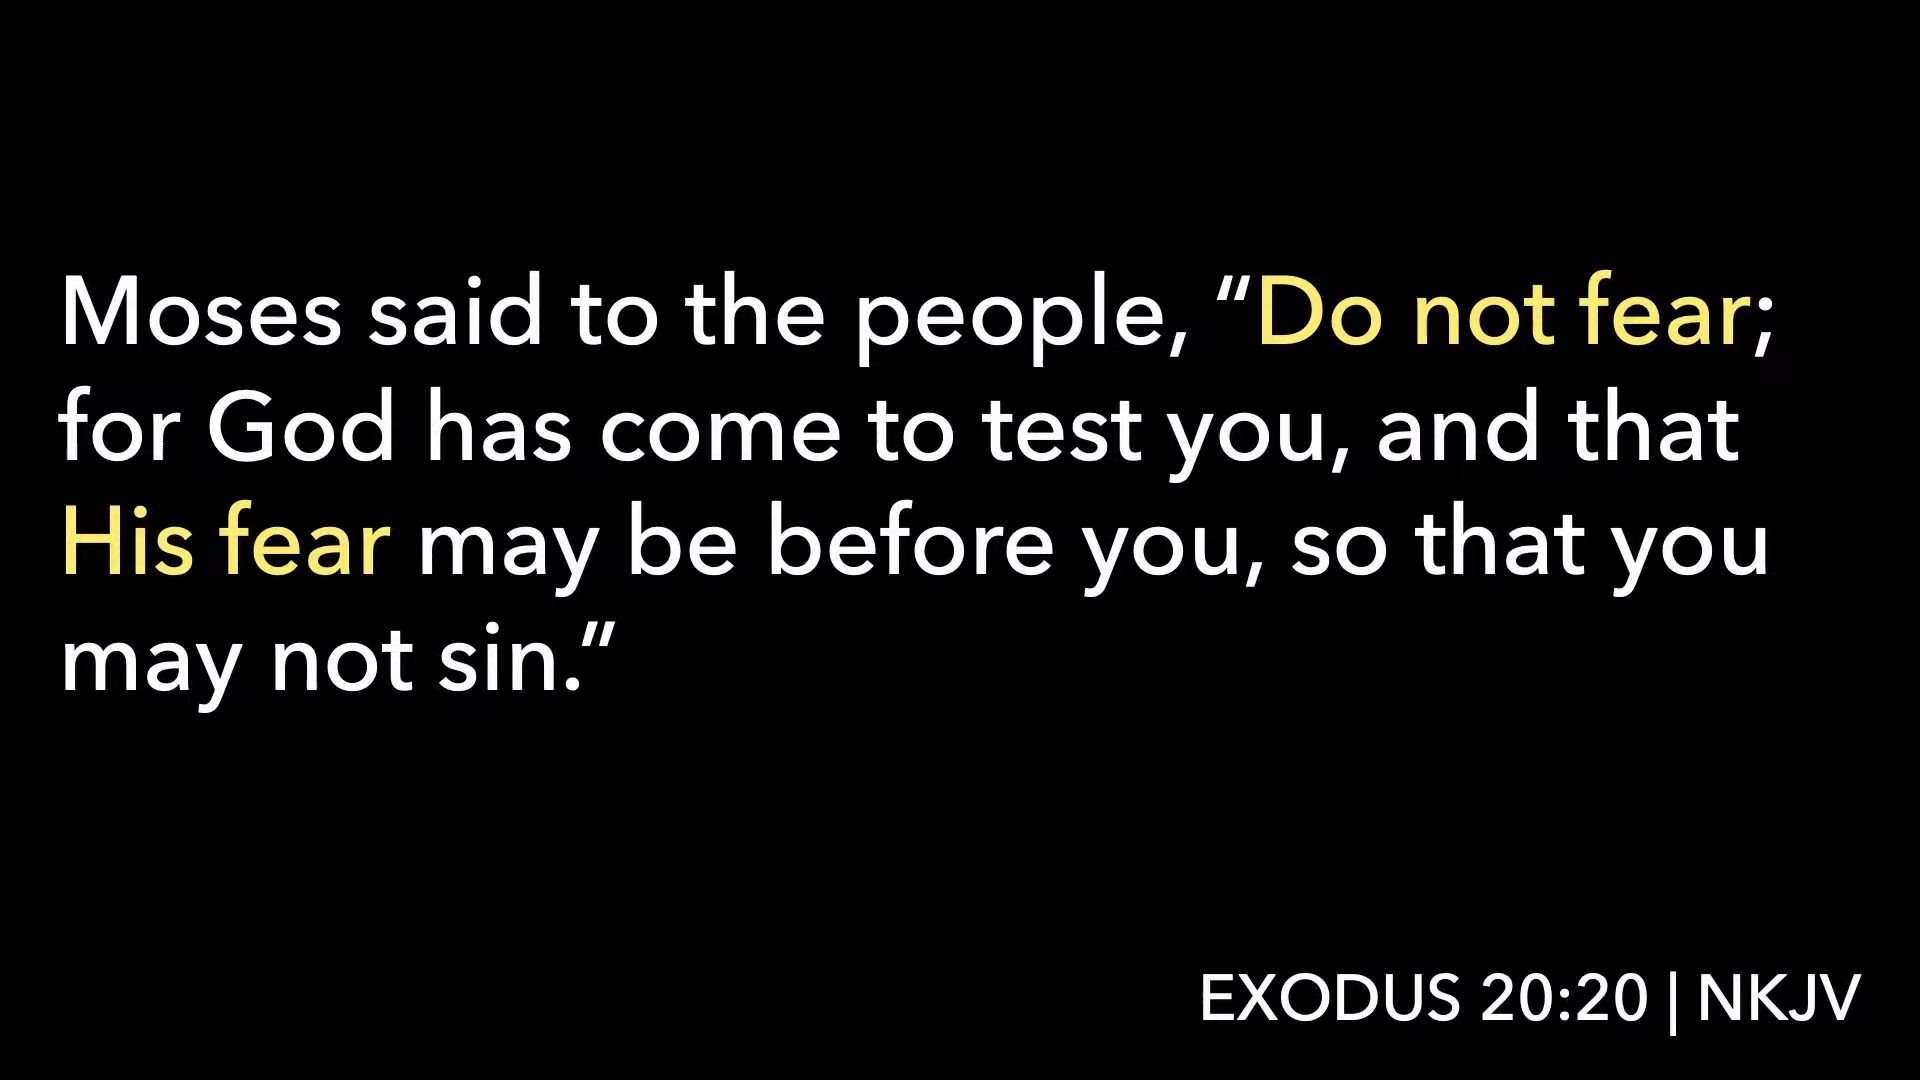 Moses said to the people, “Do not fear;
for God has come to test you, and that
His fear may be before you, so that you
may not sin.”
EXODUS 20:20 | NKJV